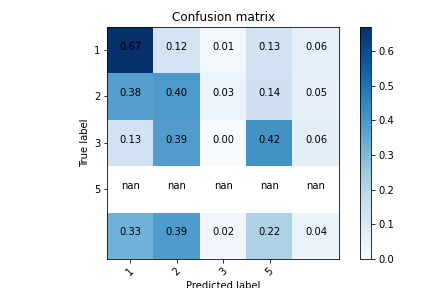 Confusion matrix
True label
1 0.67 0.12 0.01 0.13 0.06
2 0.38 0.40 0.03 0.14 0.05
3 0.13 0.39 0.00 0.42 0.06
5 nan nan nan nan nan
0.33 0.39 0.02 0.22 0.04
1 2 3 5
Predicted label
0.6
0.5
0.4
0.3
0.2
0.1
0.0